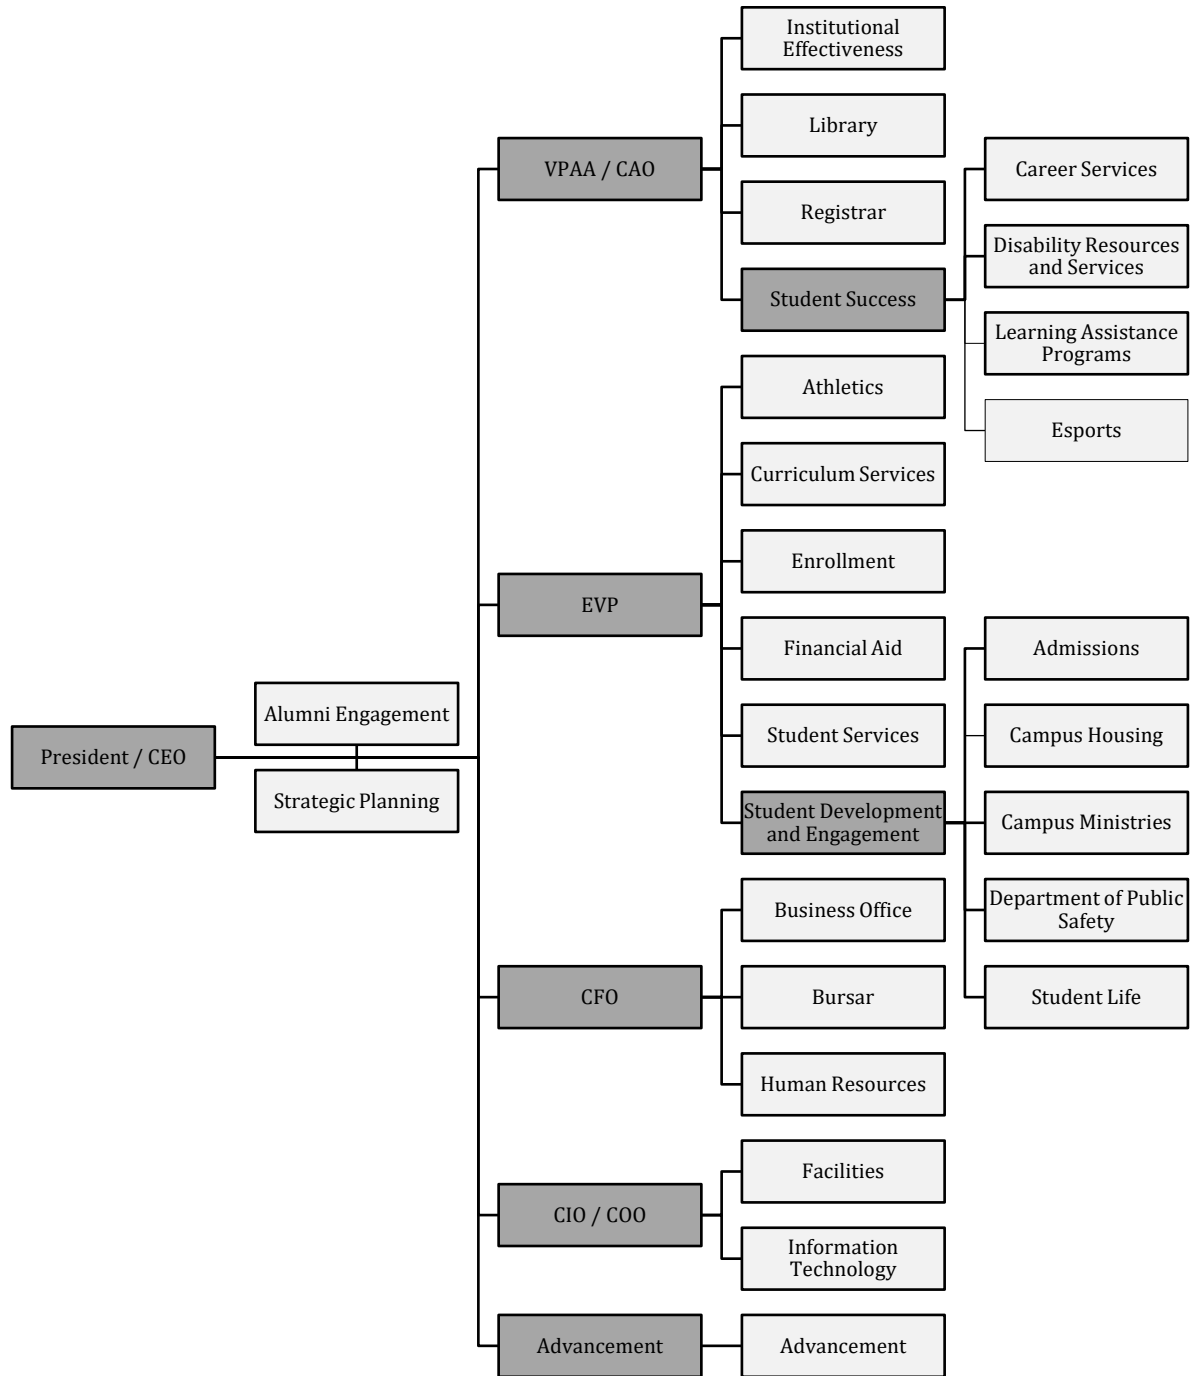 Institutional
Effectiveness
Library
VPAA / CAO
Career Services
Registrar
Disability Resources
and Services
Student Success
Learning Assistance
Programs
Athletics
Esports
Curriculum Services
Enrollment
EVP
Financial Aid
Admissions
Alumni Engagement
Student Services
Campus Housing
President / CEO
Strategic Planning
Student Development
and Engagement
Campus Ministries
Business Office
Department of Public
Safety
CFO
Bursar
Student Life
Human Resources
Facilities
CIO / COO
Information
Technology
Advancement
Advancement